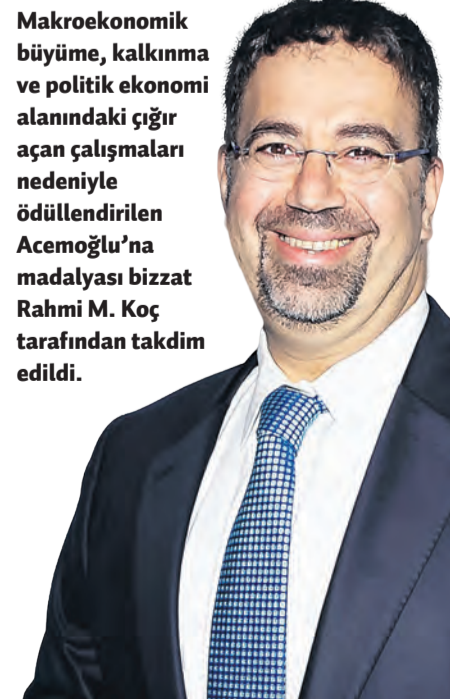 Makroekonomik
büyüme, kalkınma
ve politik ekonomi
alanındaki çığır
açan çalışmaları
nedeniyle
ödüllendirilen
Acemoğlu’na
madalyası bizzat
Rahmi M. Koç
tarafından takdim
edildi.